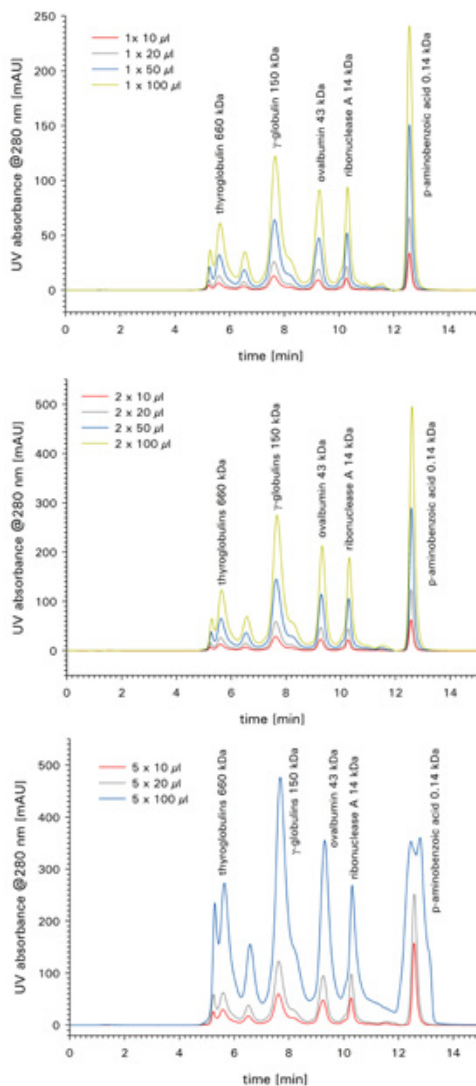 1x 10 µl
1 x 20 µl
1 x 50 µl
1 x 100 µl
thyroglobulin 660 kDa
γ-globulin 150 kDa
ovalbumin 43 kDa
ribonuclease A 14 kDa
p-aminobenzoic acid 0.14 kDa
UV absorbance @280 nm [mAU]
250
200
150
100
50
0
0 2 4 6 8 10 12 14
time [min]
2 x 10 µl
2 x 20 µl
2 x 50 µl
2 x 100 µl
thyroglobulins 660 kDa
γ-globulins 150 kDa
ovalbumin 43 kDa
ribonuclease A 14 kDa
p-aminobenzoic acid 0.14 kDa
UV absorbance @280 nm [mAU]
500
400
300
200
100
0
0 2 4 6 8 10 12 14
time [min]
5 x 10 µl
5 x 20 µl
5 x 100 µl
thyroglobulins 660 kDa
γ-globulins 150 kDa
ovalbumin 43 kDa
ribonuclease A 14 kDa
p-aminobenzoic acid 0.14 kDa
UV absorbance @280 nm [mAU]
500
400
300
200
100
0
0 2 4 6 8 10 12 14
time [min]